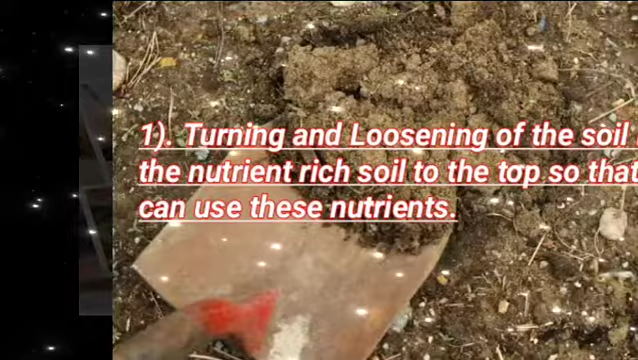 1). Turning and Loosening of the soil
the nutrient rich soil to the top so that
can use these nutrients.